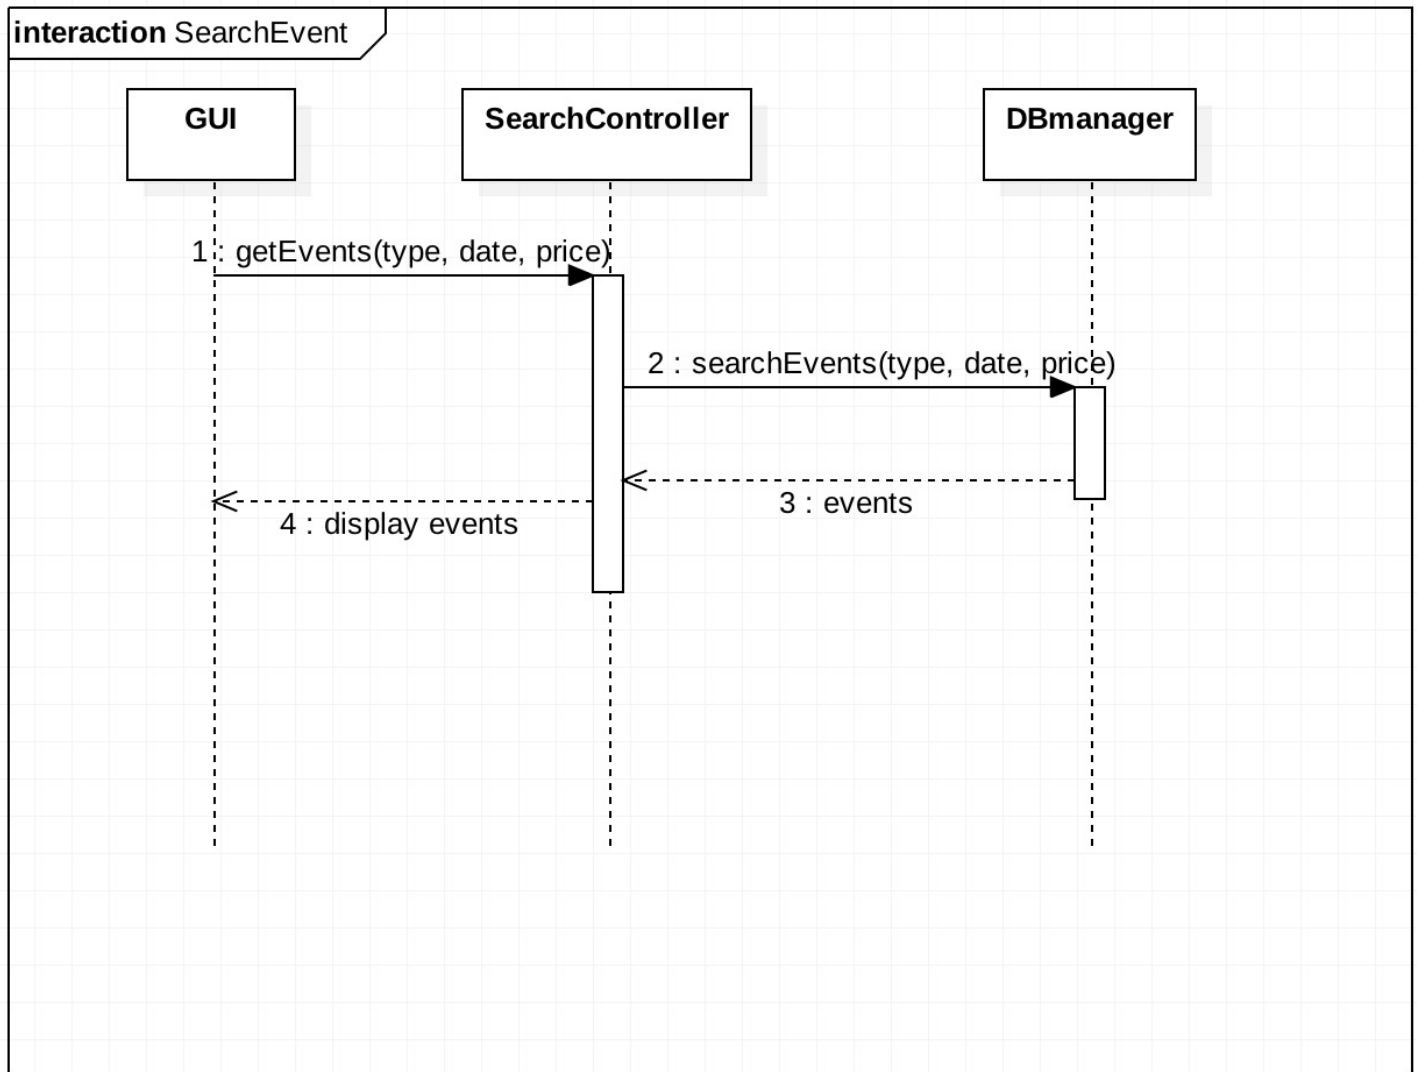 interaction SearchEvent
GUI
SearchController
DBmanager
1 : getEvents(type, date, price)
2 : searchEvents(type, date, price)
3 : events
4 : display events